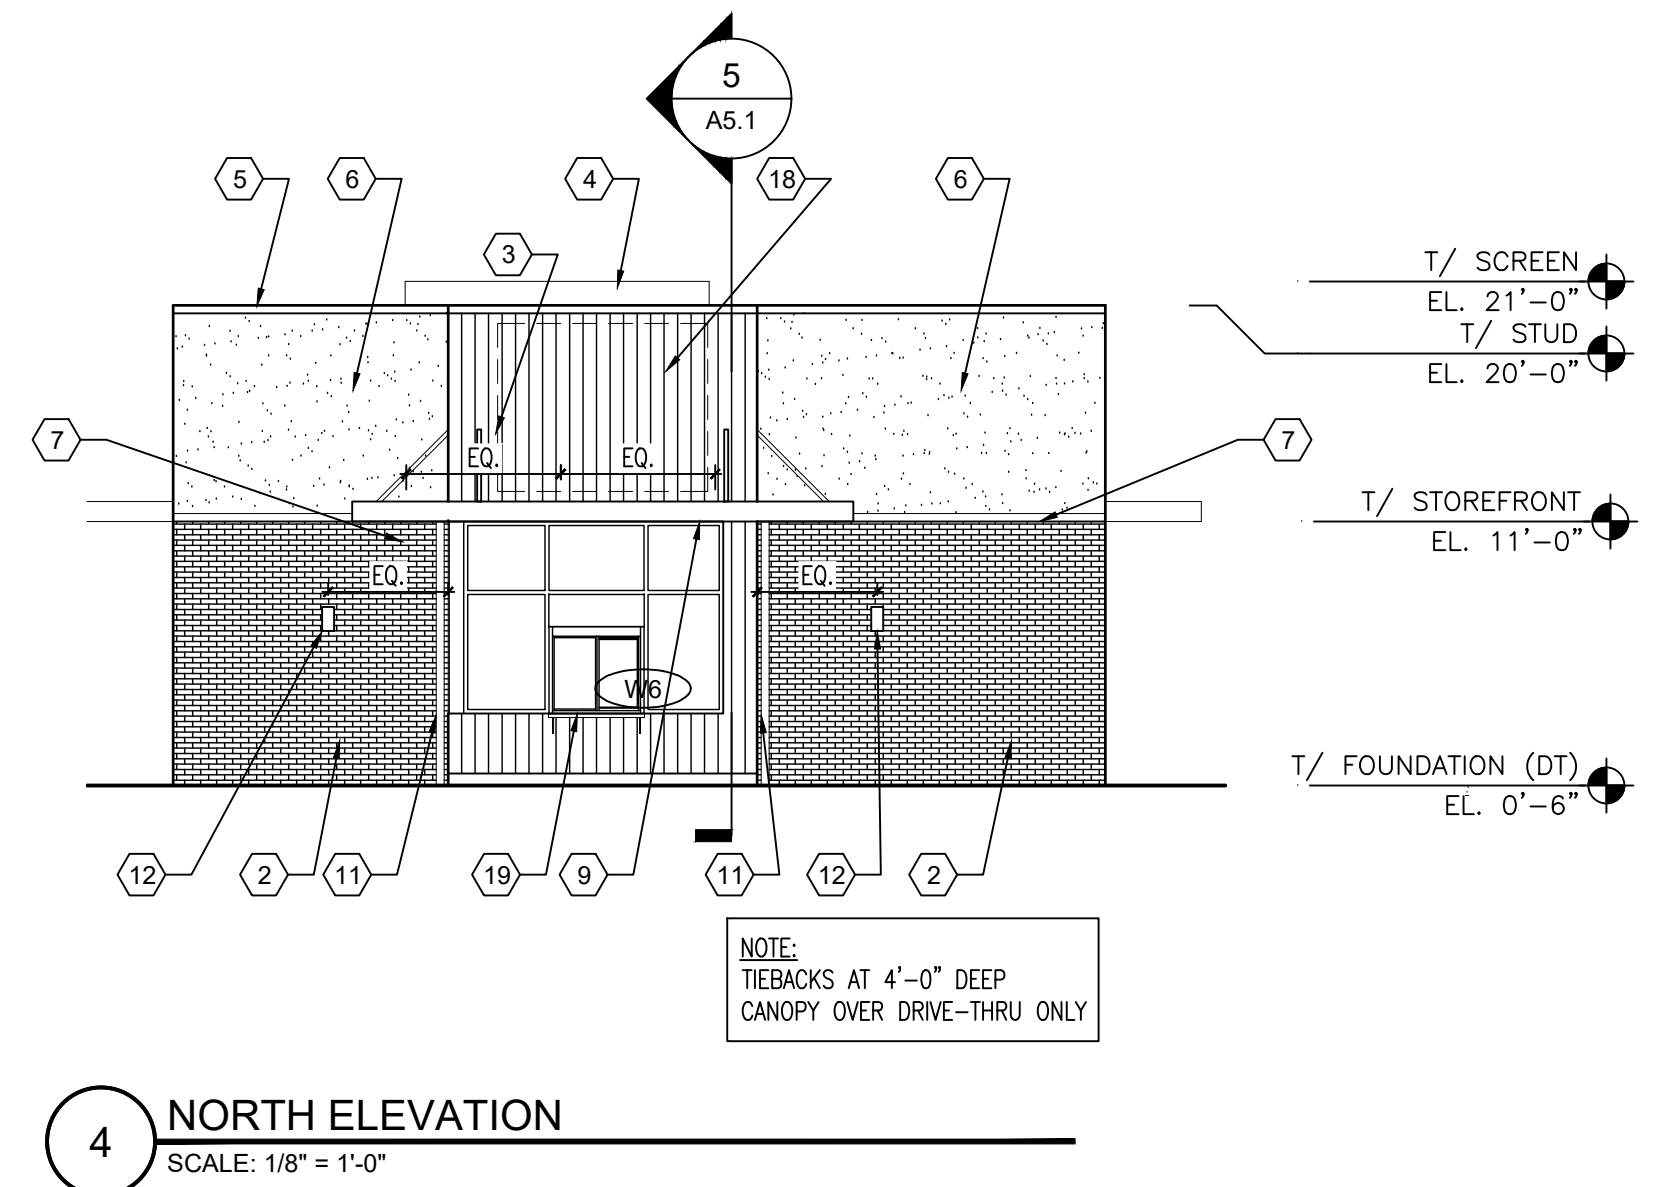 5
A5.1
5
6
4
18
6
3
T/ SCREEN
EL. 21'-0"
T/ STUD
EL. 20'-0"
7
EQ.
EQ.
7
T/ STOREFRONT
EL. 11'-0"
EQ.
EQ.
W6
T/ FOUNDATION (DT)
EL. 0'-6"
12
2
11
19
9
11
12
2
NOTE:
TIEBACKS AT 4'-0" DEEP
CANOPY OVER DRIVE-THRU ONLY
4
NORTH ELEVATION
SCALE: 1/8" = 1'-0"